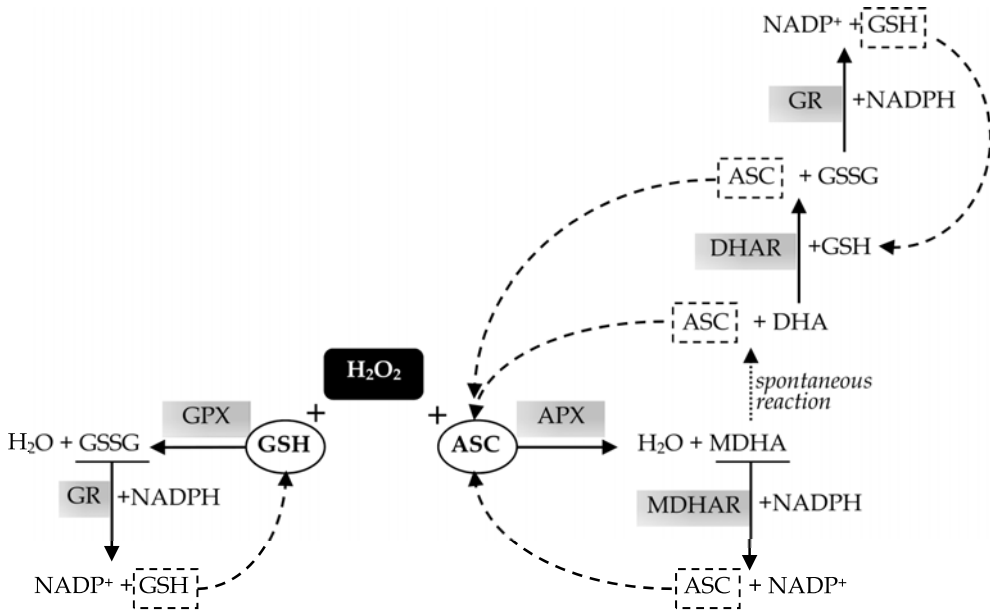 NADP⁺ + GSH
GR +NADPH
ASC + GSSG
DHAR +GSH
ASC + DHA
H₂O₂
spontaneous
reaction
+ +
GPX APX
H₂O + GSSG GSH ASC H₂O + MDHA
GR +NADPH MDHAR +NADPH
NADP⁺ + GSH ASC + NADP⁺